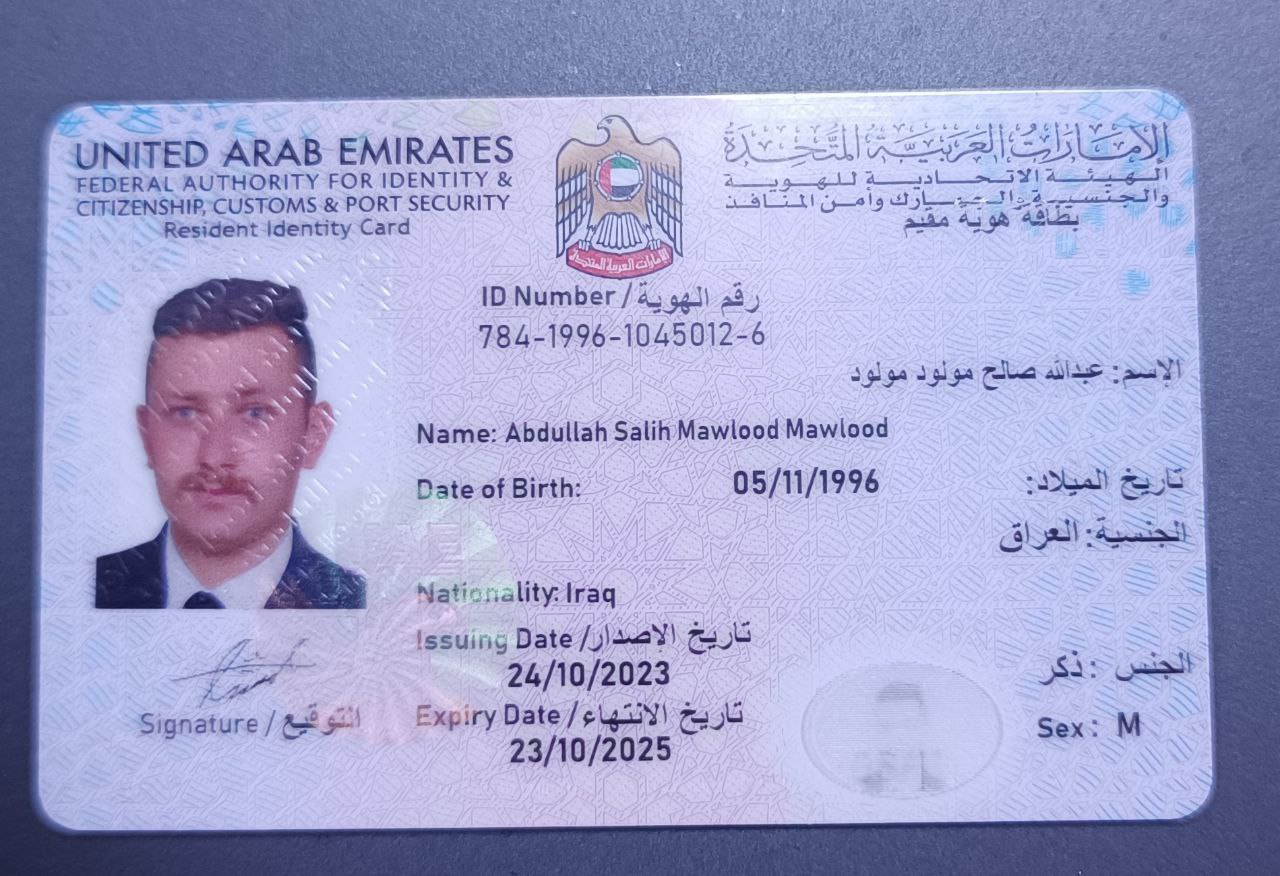 UNITED ARAB EMIRATES
FEDERAL AUTHORITY FOR IDENTITY &
CITIZENSHIP, CUSTOMS & PORT SECURITY
Resident Identity Card
الإمارات العربية المتحدة
الهيئة الاتحادية للهوية
والجنسية والجمارك وأمن المنافذ
بطاقة هوية مقيم
الإمارات العربية المتحدة
ID Number / رقم الهوية
784-1996-1045012-6
الإسم: عبدالله صالح مولود مولود
Name: Abdullah Salih Mawlood Mawlood
Date of Birth: 05/11/1996 تاريخ الميلاد:
الجنسية: العراق
Nationality: Iraq
Issuing Date / تاريخ الإصدار
24/10/2023
الجنس : ذكر
Signature / التوقيع
Expiry Date / تاريخ الانتهاء
23/10/2025
Sex: M